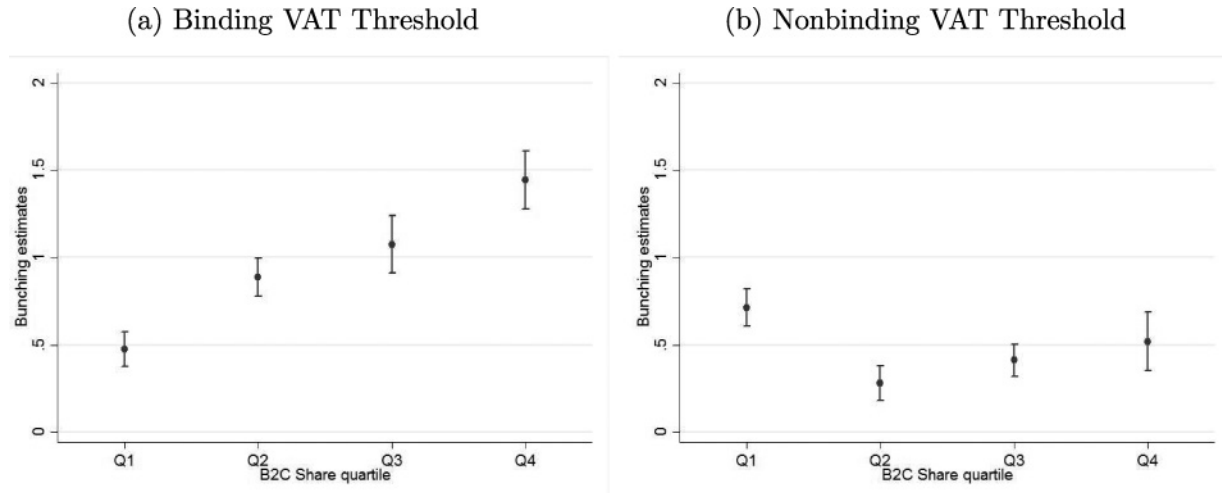 (a) Binding VAT Threshold
2
1.5
1
.5
0
Bunching estimates
Q1 Q2 Q3 Q4
B2C Share quartile
(b) Nonbinding VAT Threshold
2
1.5
1
.5
0
Bunching estimates
Q1 Q2 Q3 Q4
B2C Share quartile